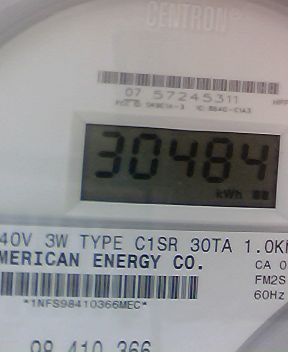 CENTRON®
07 57245311
30484
kWh
40V 3W TYPE C1SR 30TA 1.0K
MERICAN ENERGY CO.
CA 0
FM2S
60Hz
*1NFS98410366MEC*
98 410 366